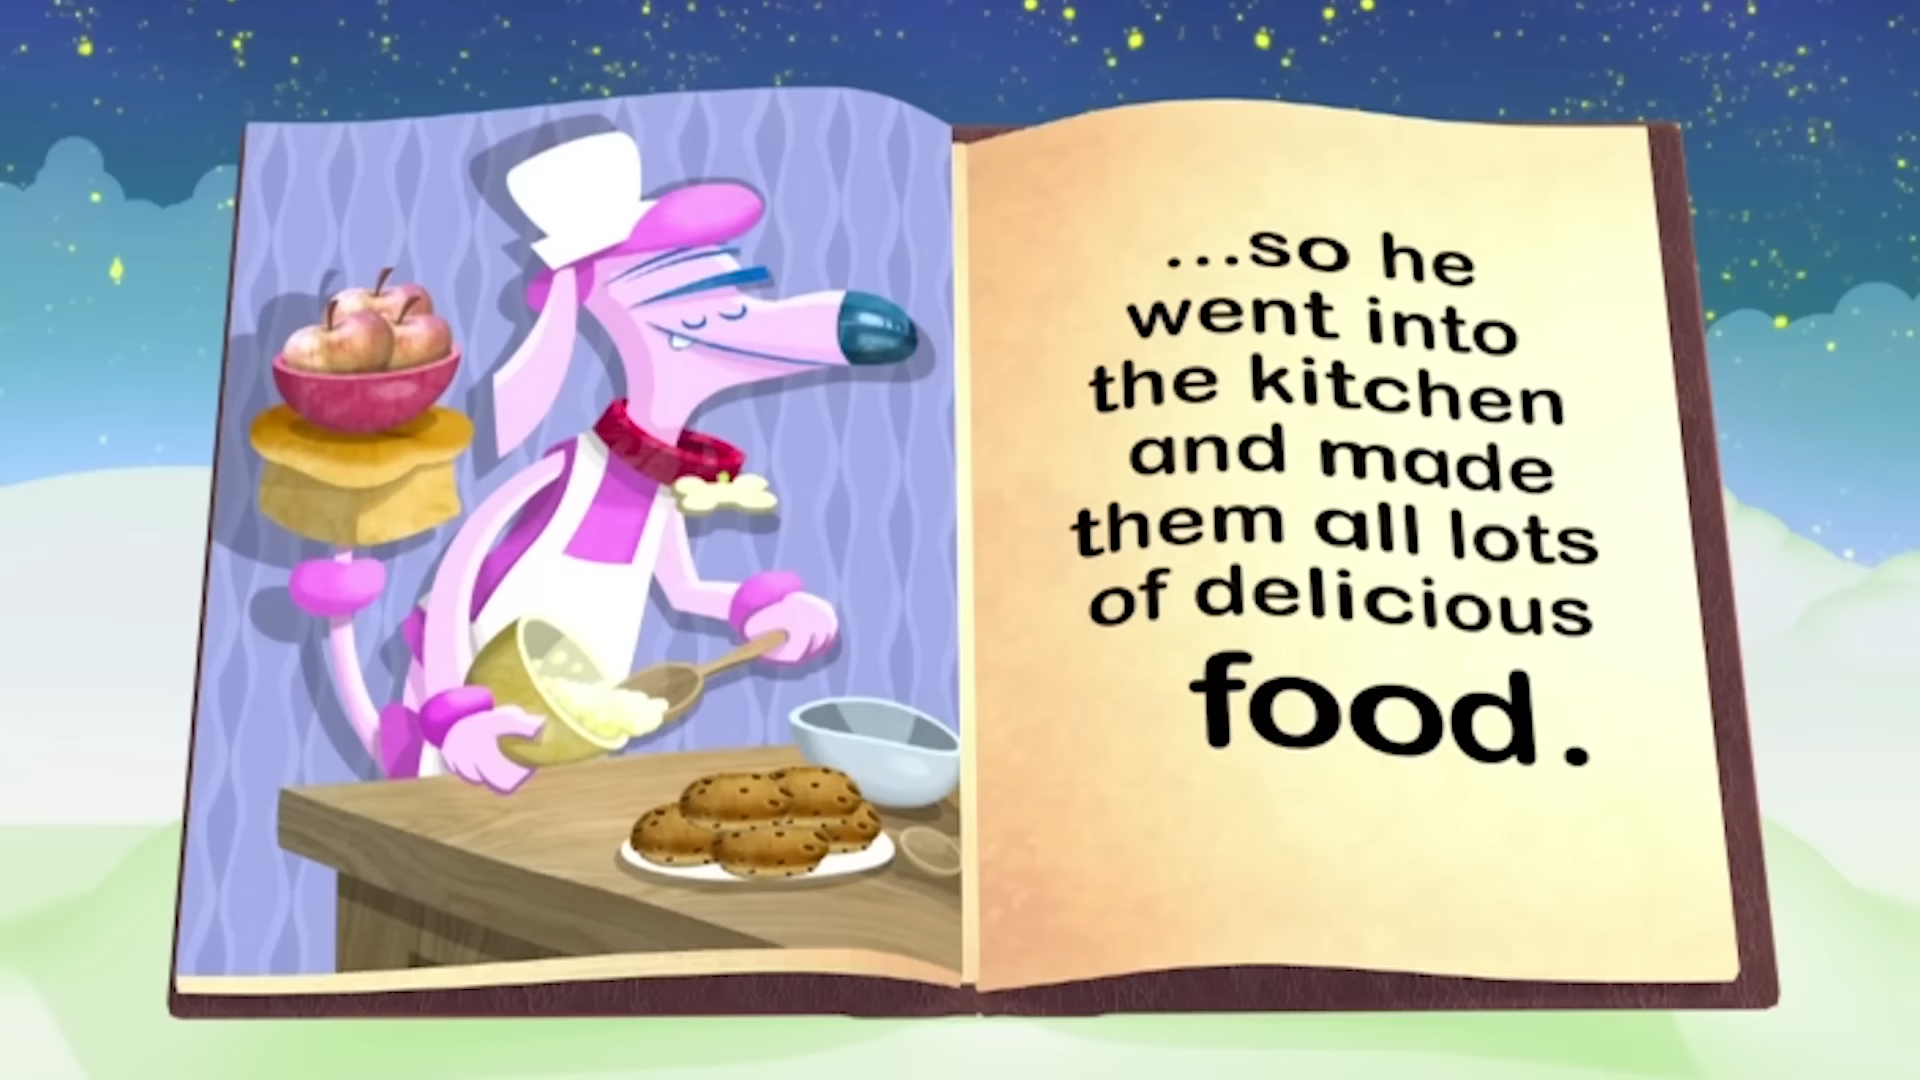 ...so he
went into
the kitchen
and made
them all lots
of delicious
food.